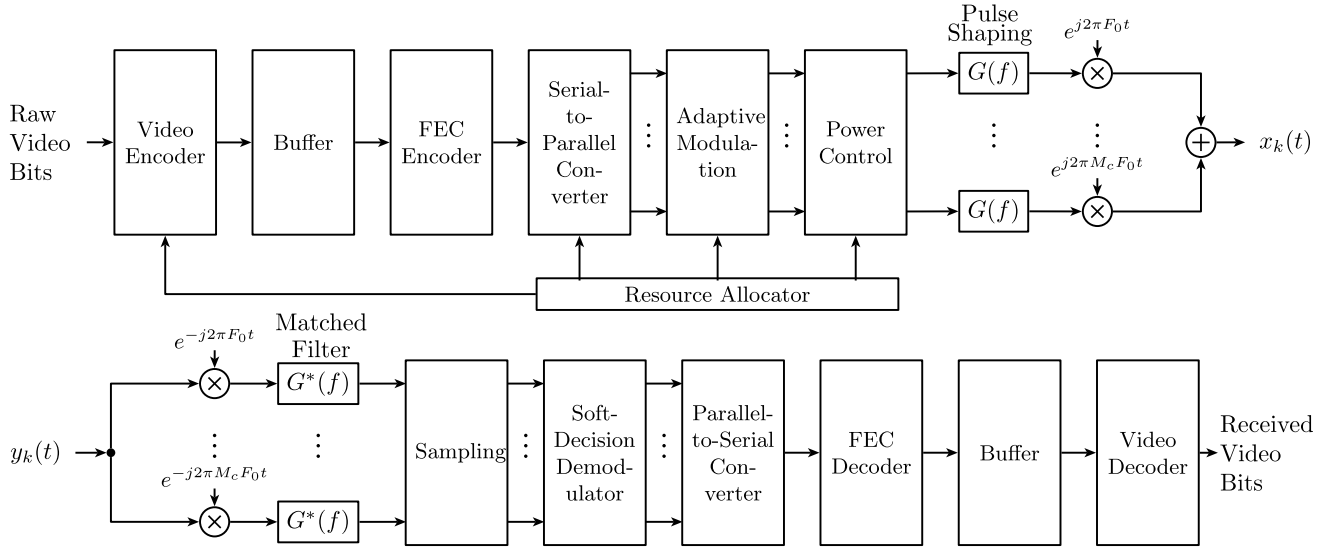 Pulse
Shaping
e^{j2πF_0t}
Raw
Video
Bits
Video
Encoder
Buffer
FEC
Encoder
Serial-
to-
Parallel
Con-
verter
Adaptive
Modula-
tion
Power
Control
G(f)
×
+
x_k(t)
e^{j2πM_cF_0t}
G(f)
×
Resource Allocator
e^{-j2πF_0t}
Matched
Filter
×
G*(f)
y_k(t)
e^{-j2πM_cF_0t}
×
G*(f)
Sampling
Soft-
Decision
Demod-
ulator
Parallel-
to-Serial
Con-
verter
FEC
Decoder
Buffer
Video
Decoder
Received
Video
Bits